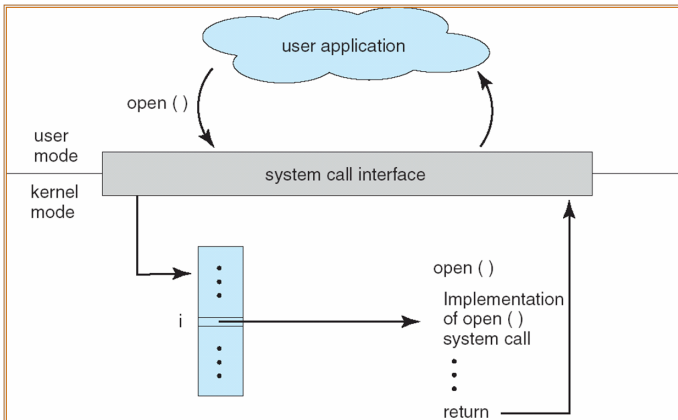 user application
open ( )
user
mode
system call interface
kernel
mode
open ( )
i
Implementation
of open ( )
system call
return